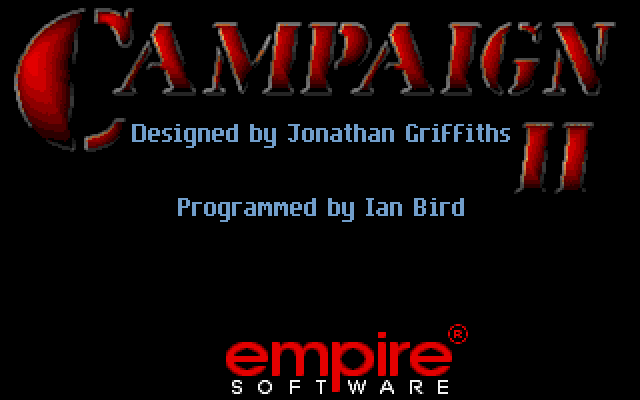 CAMPAIGN
II
Designed by Jonathan Griffiths
Programmed by Ian Bird
empire®
SOFTWARE